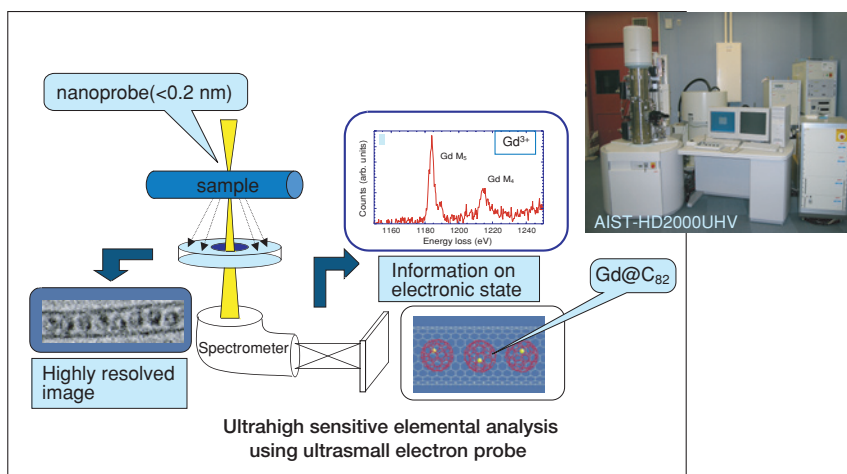 nanoprobe(<0.2 nm)
sample
Counts (arb. units)
Gd³⁺
Gd M₅
Gd M₄
1160 1180 1200 1220 1240
Energy loss (eV)
AIST-HD2000UHV
Information on
electronic state
Gd@C₈₂
Spectrometer
Highly resolved
image
Ultrahigh sensitive elemental analysis
using ultrasmall electron probe